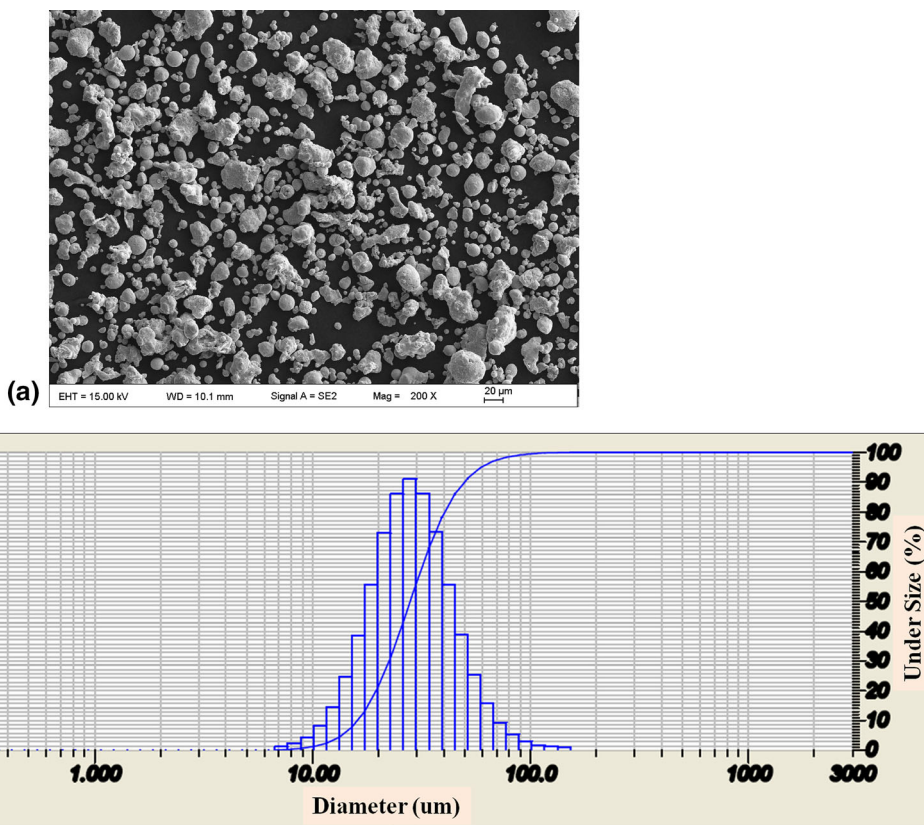 (a)
EHT = 15.00 kV WD = 10.1 mm Signal A = SE2 Mag = 200 X 20 µm
100
90
80
70
60
50
40
30
20
10
0
Under Size (%)
1.000 10.00 100.0 1000 3000
Diameter (um)